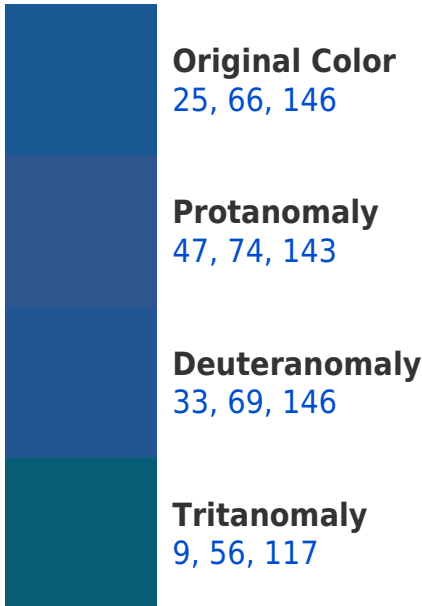 Original Color
25, 66, 146
Protanomaly
47, 74, 143
Deuteranomaly
33, 69, 146
Tritanomaly
9, 56, 117